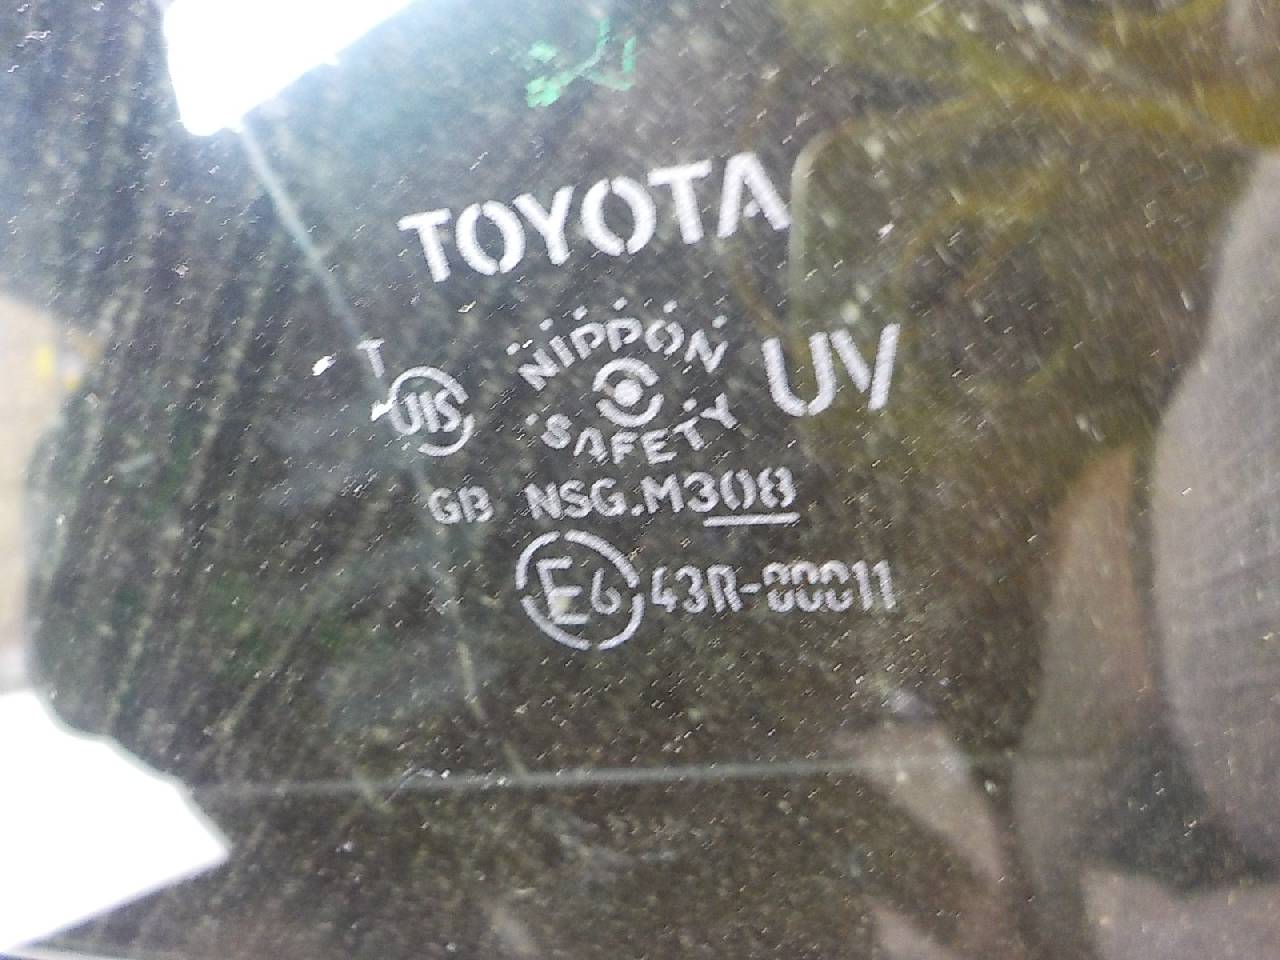 TOYOTA
T
JIS
NIPPON
SAFETY
UV
GB NSG.M308
E6 43R-00011